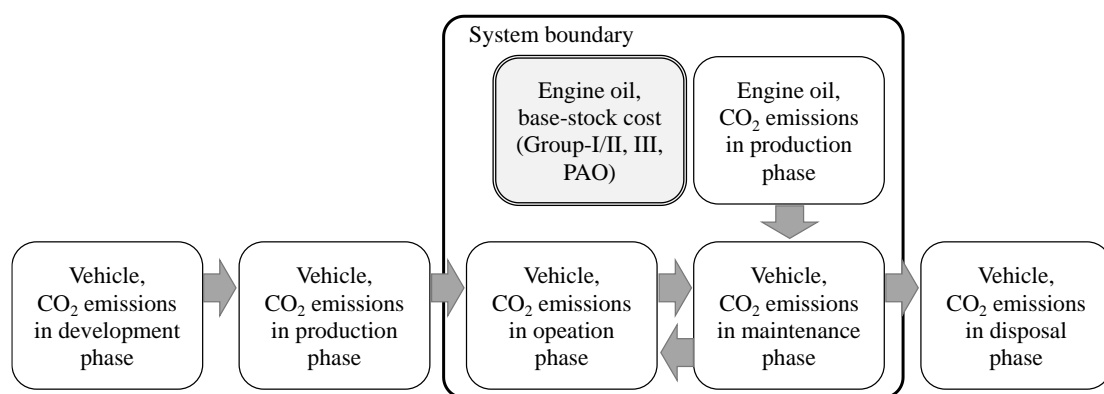 System boundary
Engine oil,
base-stock cost
(Group-I/II, III,
PAO)
Engine oil,
CO₂ emissions
in production
phase
Vehicle,
CO₂ emissions
in development
phase
Vehicle,
CO₂ emissions
in production
phase
Vehicle,
CO₂ emissions
in opeation
phase
Vehicle,
CO₂ emissions
in maintenance
phase
Vehicle,
CO₂ emissions
in disposal
phase